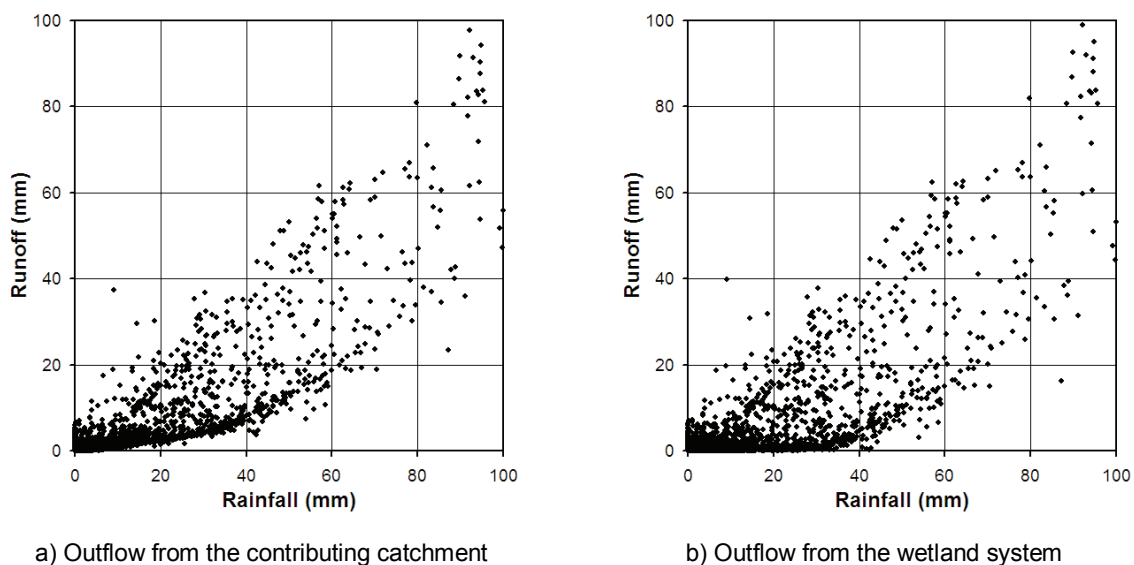 100
80
60
40
20
0
Runoff (mm)
0 20 40 60 80 100
Rainfall (mm)
a) Outflow from the contributing catchment
100
80
60
40
20
0
Runoff (mm)
0 20 40 60 80 100
Rainfall (mm)
b) Outflow from the wetland system